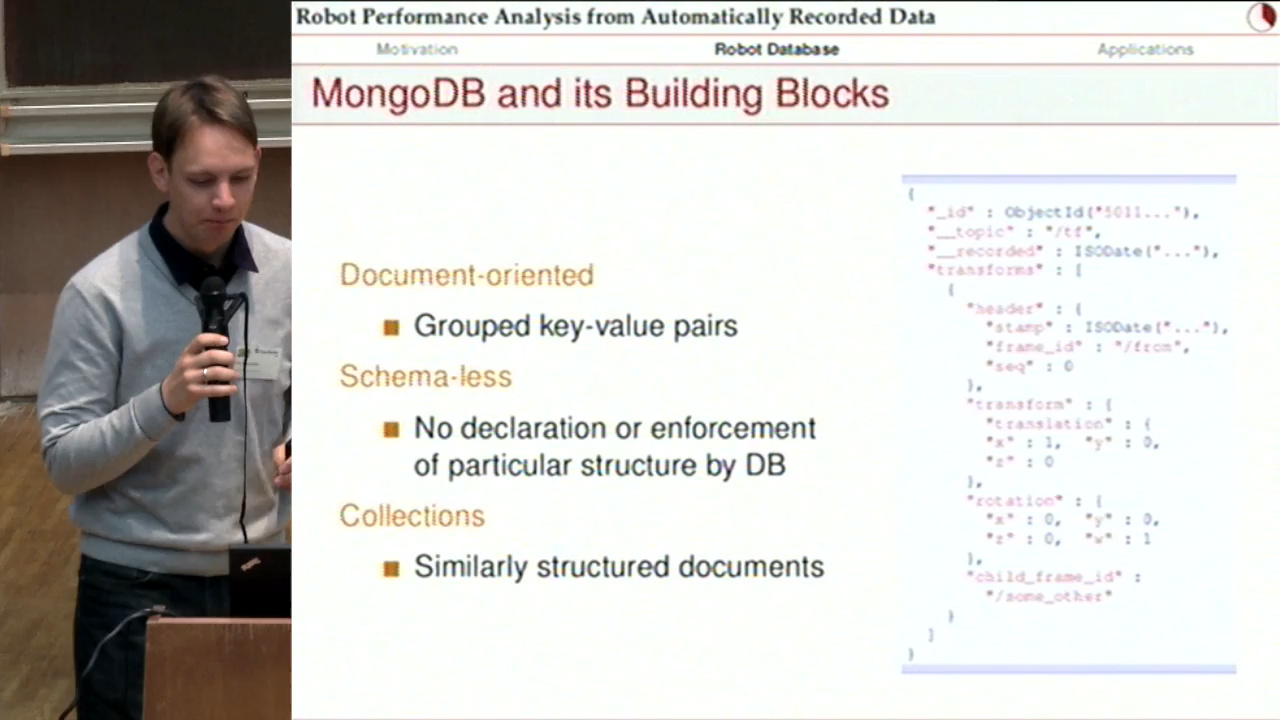 Robot Performance Analysis from Automatically Recorded Data
Motivation
Robot Database
Applications
MongoDB and its Building Blocks
Document-oriented
Grouped key-value pairs
Schema-less
No declaration or enforcement
of particular structure by DB
Collections
Similarly structured documents
{
"_id" : ObjectId("5011..."),
"__topic" : "/tf",
"__recorded" : ISODate("..."),
"transforms" : [
{
"header" : {
"stamp" : ISODate("..."),
"frame_id" : "/from",
"seq" : 0
},
"transform" : {
"translation" : {
"x" : 1, "y" : 0,
"z" : 0
},
"rotation" : {
"x" : 0, "y" : 0,
"z" : 0, "w" : 1
},
"child_frame_id" :
"/some_other"
}
]
}